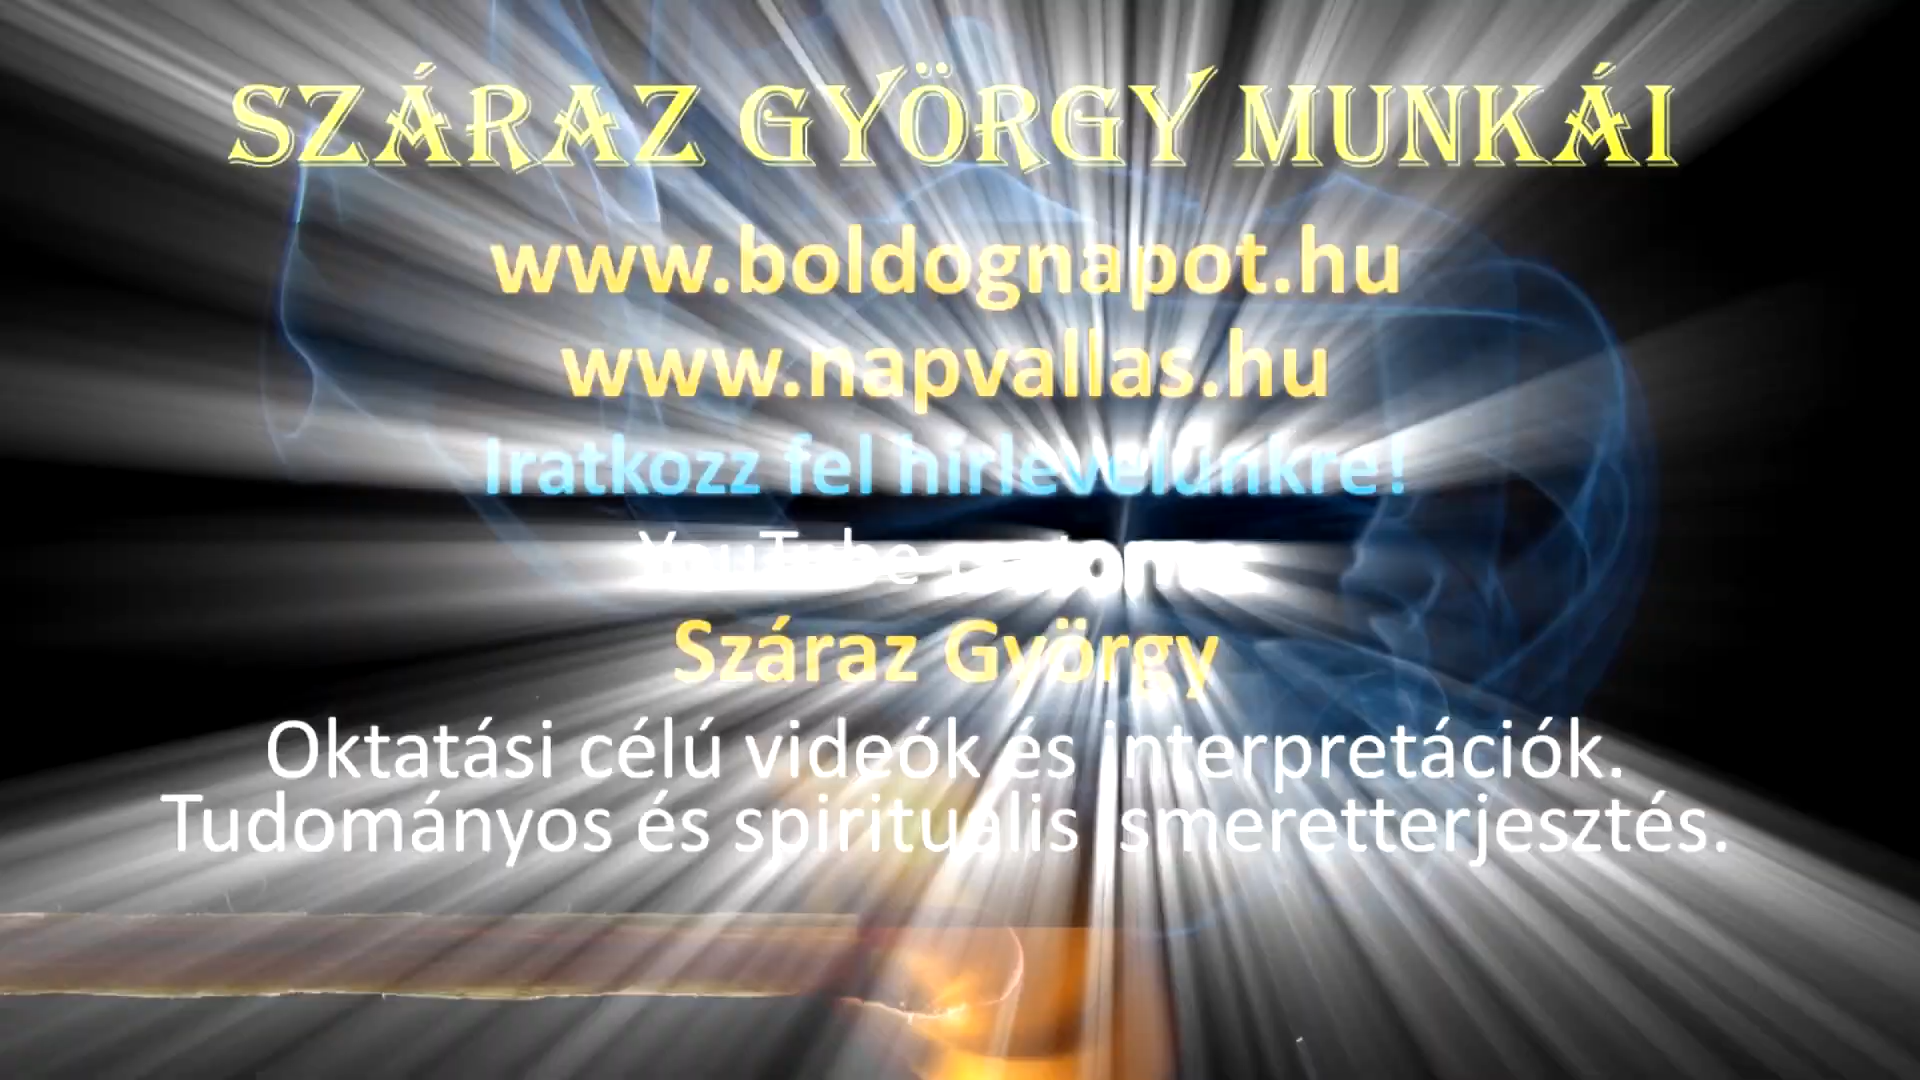 SZÁRAZ GYÖRGY MUNKÁI
www.boldognapot.hu
www.napvallas.hu
Iratkozz fel hírlevelünkre!
YouTube
Száraz György
Oktatási célú videók és interpretációk.
Tudományos és spirituális ismeretterjesztés.